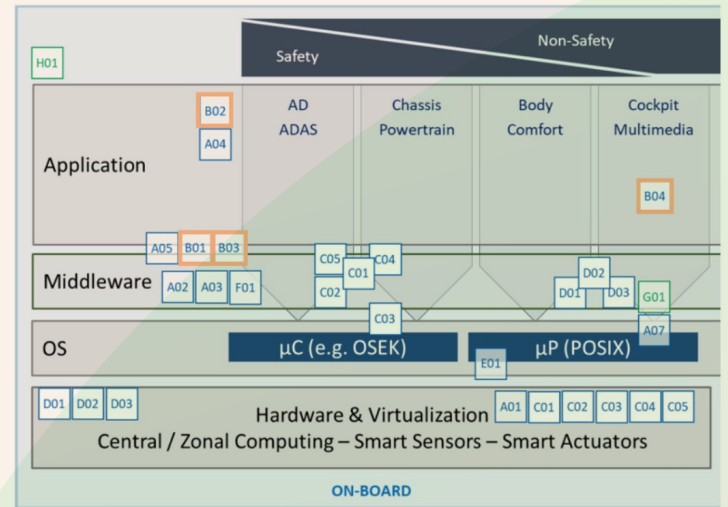 Non-Safety
Safety
H01
B02
A04
AD
ADAS
Chassis
Powertrain
Body
Comfort
Cockpit
Multimedia
Application
B04
A05 B01 B03
Middleware
A02 A03 F01
C05 C04
C01
C02
D02
D01 D03
G01
C03
A07
OS
μC (e.g. OSEK)
μP (POSIX)
E01
D01 D02 D03
A01 C01 C02 C03 C04 C05
Hardware & Virtualization
Central / Zonal Computing – Smart Sensors – Smart Actuators
ON-BOARD